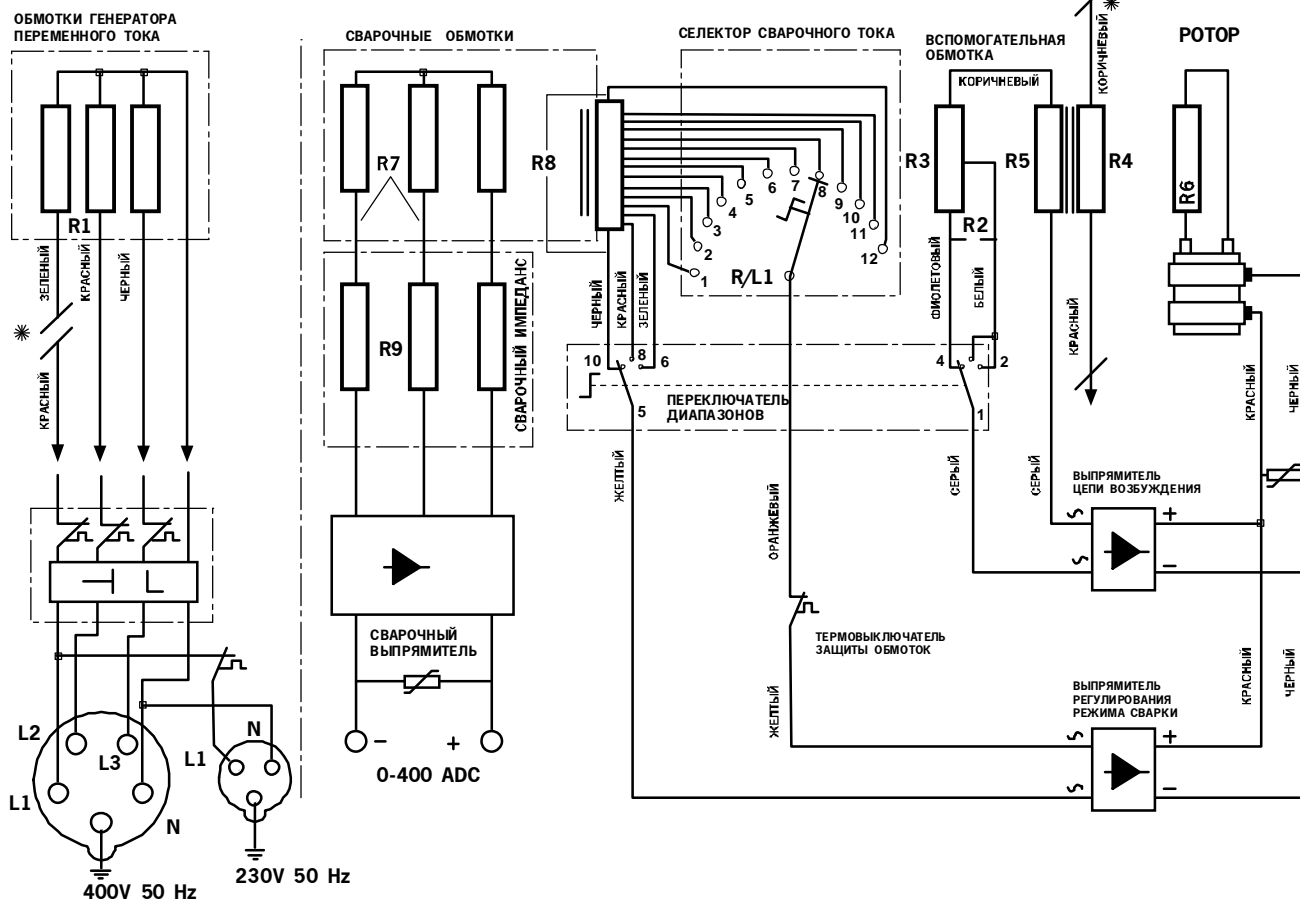 ОБМОТКИ ГЕНЕРАТОРА
ПЕРЕМЕННОГО ТОКА
СВАРОЧНЫЕ ОБМОТКИ
СЕЛЕКТОР СВАРОЧНОГО ТОКА
ВСПОМОГАТЕЛЬНАЯ
ОБМОТКА
КОРИЧНЕВЫЙ
КОРИЧНЕВЫЙ
РОТОР
R1
R7
R8
R3
R5
R4
R6
R2
1
2
3
4
5
6
7
8
9
10
11
12
R/L1
ЗЕЛЕНЫЙ
КРАСНЫЙ
ЧЕРНЫЙ
КРАСНЫЙ
R9
СВАРОЧНЫЙ ИМПЕДАНС
ЧЕРНЫЙ
КРАСНЫЙ
ЗЕЛЕНЫЙ
ФИОЛЕТОВЫЙ
БЕЛЫЙ
КРАСНЫЙ
10
8
6
5
4
2
1
ПЕРЕКЛЮЧАТЕЛЬ
ДИАПАЗОНОВ
КРАСНЫЙ
ЧЕРНЫЙ
ЖЕЛТЫЙ
ОРАНЖЕВЫЙ
СЕРЫЙ
СЕРЫЙ
ВЫПРЯМИТЕЛЬ
ЦЕПИ ВОЗБУЖДЕНИЯ
+
−
СВАРОЧНЫЙ
ВЫПРЯМИТЕЛЬ
ТЕРМОВЫКЛЮЧАТЕЛЬ
ЗАЩИТЫ ОБМОТОК
ЖЕЛТЫЙ
КРАСНЫЙ
ЧЕРНЫЙ
ВЫПРЯМИТЕЛЬ
РЕГУЛИРОВАНИЯ
РЕЖИМА СВАРКИ
+
−
L2
L3
L1
N
L1
N
− +
0-400 ADC
230V 50 Hz
400V 50 Hz